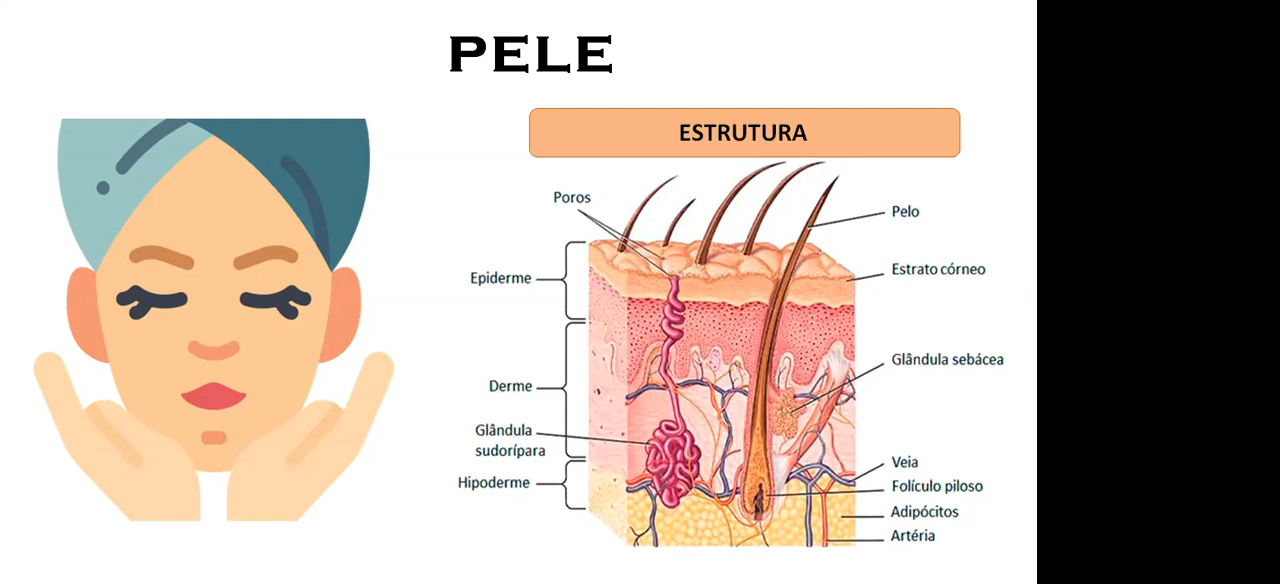 PELE
ESTRUTURA
Poros
Pelo
Epiderme
Estrato córneo
Glândula sebácea
Derme
Glândula
sudorípara
Hipoderme
Veia
Folículo piloso
Adipócitos
Artéria